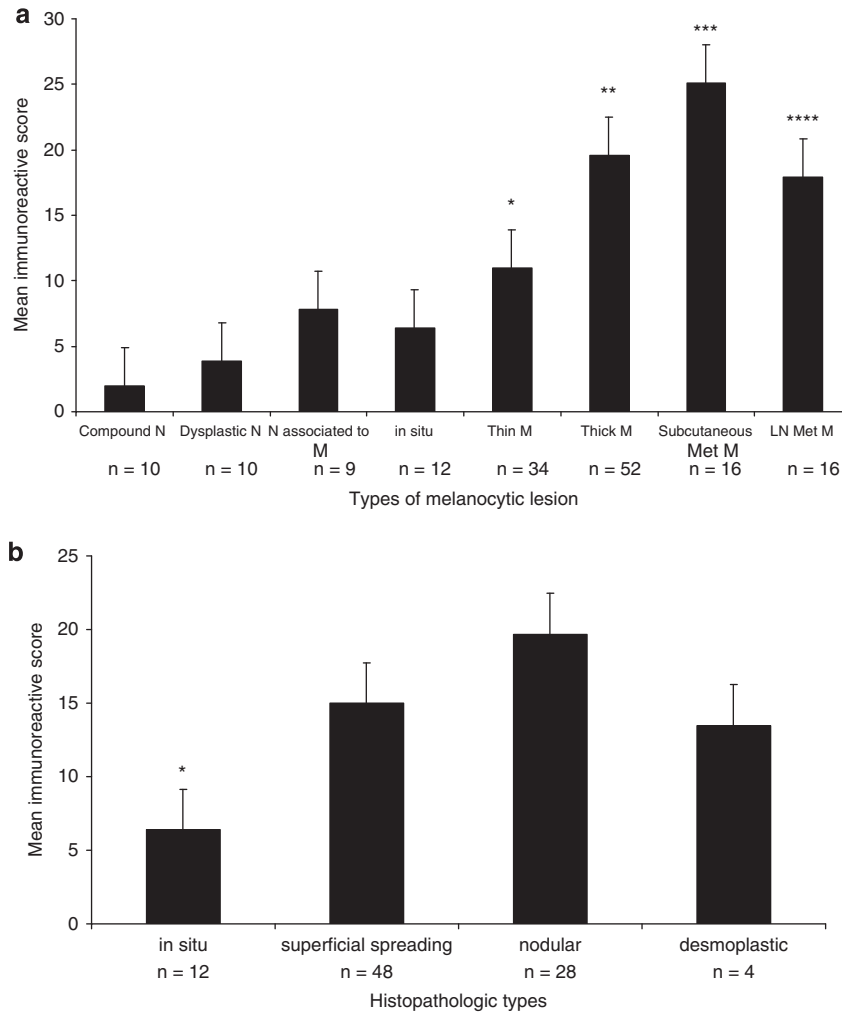 a
Mean immunoreactive score
30
25
20
15
10
5
0
*
**
***
****
Compound N Dysplastic N N associated to M in situ Thin M Thick M Subcutaneous Met M LN Met M
n = 10 n = 10 n = 9 n = 12 n = 34 n = 52 n = 16 n = 16
Types of melanocytic lesion
b
Mean immunoreactive score
25
20
15
10
5
0
*
in situ superficial spreading nodular desmoplastic
n = 12 n = 48 n = 28 n = 4
Histopathologic types